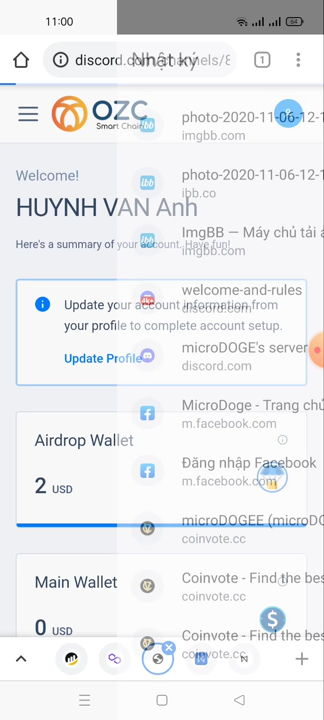 11:00
64
discord.com/channels/8
Nhật ký
1
OZC
Smart Chain
photo-2020-11-06-12-1
imgbb.com
Welcome!
photo-2020-11-06-12-1
ibb.co
HUYNH VAN Anh
ImgBB — Máy chủ tải ả
imgbb.com
Here's a summary of your account. Have fun!
welcome-and-rules
discord.com
Update your account information from
your profile to complete account setup.
microDOGE's server
discord.com
Update Profile
MicroDoge - Trang chủ
m.facebook.com
Airdrop Wallet
Đăng nhập Facebook
m.facebook.com
2 USD
microDOGEE (microDO
coinvote.cc
Main Wallet
Coinvote - Find the bes
coinvote.cc
0 USD
Coinvote - Find the bes
coinvote.cc